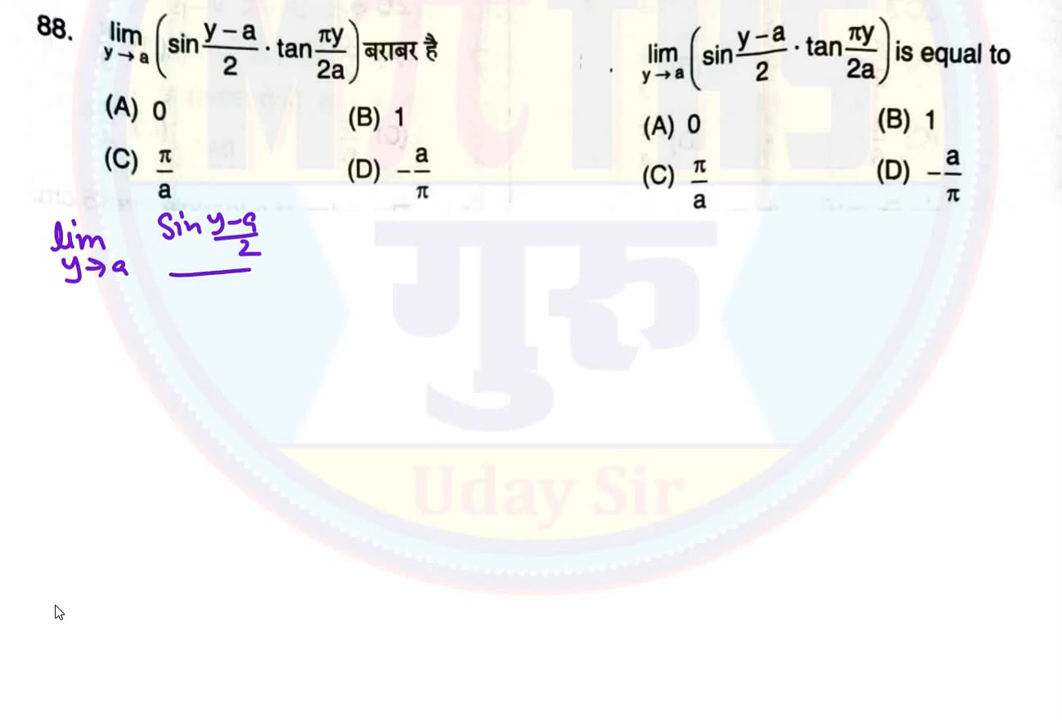 88. lim y→a (sin (y−a)/2 · tan πy/2a) बराबर है
(A) 0 (B) 1
(C) π/a (D) −a/π
lim y→a (sin (y−a)/2 · tan πy/2a) is equal to
(A) 0 (B) 1
(C) π/a (D) −a/π
lim y→a sin (y−a)/2
MATHS
गुरु
Uday Sir